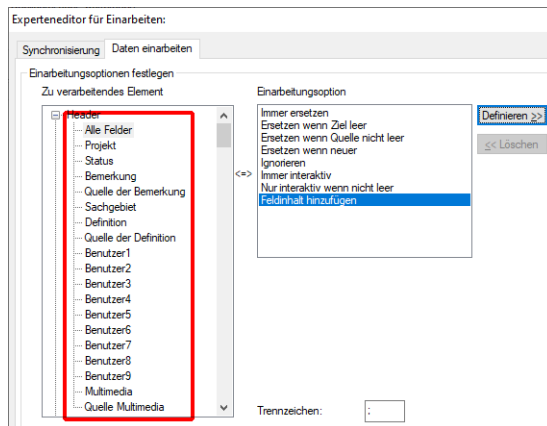 Experteneditor für Einarbeiten:
Synchronisierung
Daten einarbeiten
Einarbeitungsoptionen festlegen
Zu verarbeitendes Element
Header
Alle Felder
Projekt
Status
Bemerkung
Quelle der Bemerkung
Sachgebiet
Definition
Quelle der Definition
Benutzer1
Benutzer2
Benutzer3
Benutzer4
Benutzer5
Benutzer6
Benutzer7
Benutzer8
Benutzer9
Multimedia
Quelle Multimedia
<=>
Einarbeitungsoption
Immer ersetzen
Ersetzen wenn Ziel leer
Ersetzen wenn Quelle nicht leer
Ersetzen wenn neuer
Ignorieren
Immer interaktiv
Nur interaktiv wenn nicht leer
Feldinhalt hinzufügen
Definieren >>
<< Löschen
Trennzeichen:
;